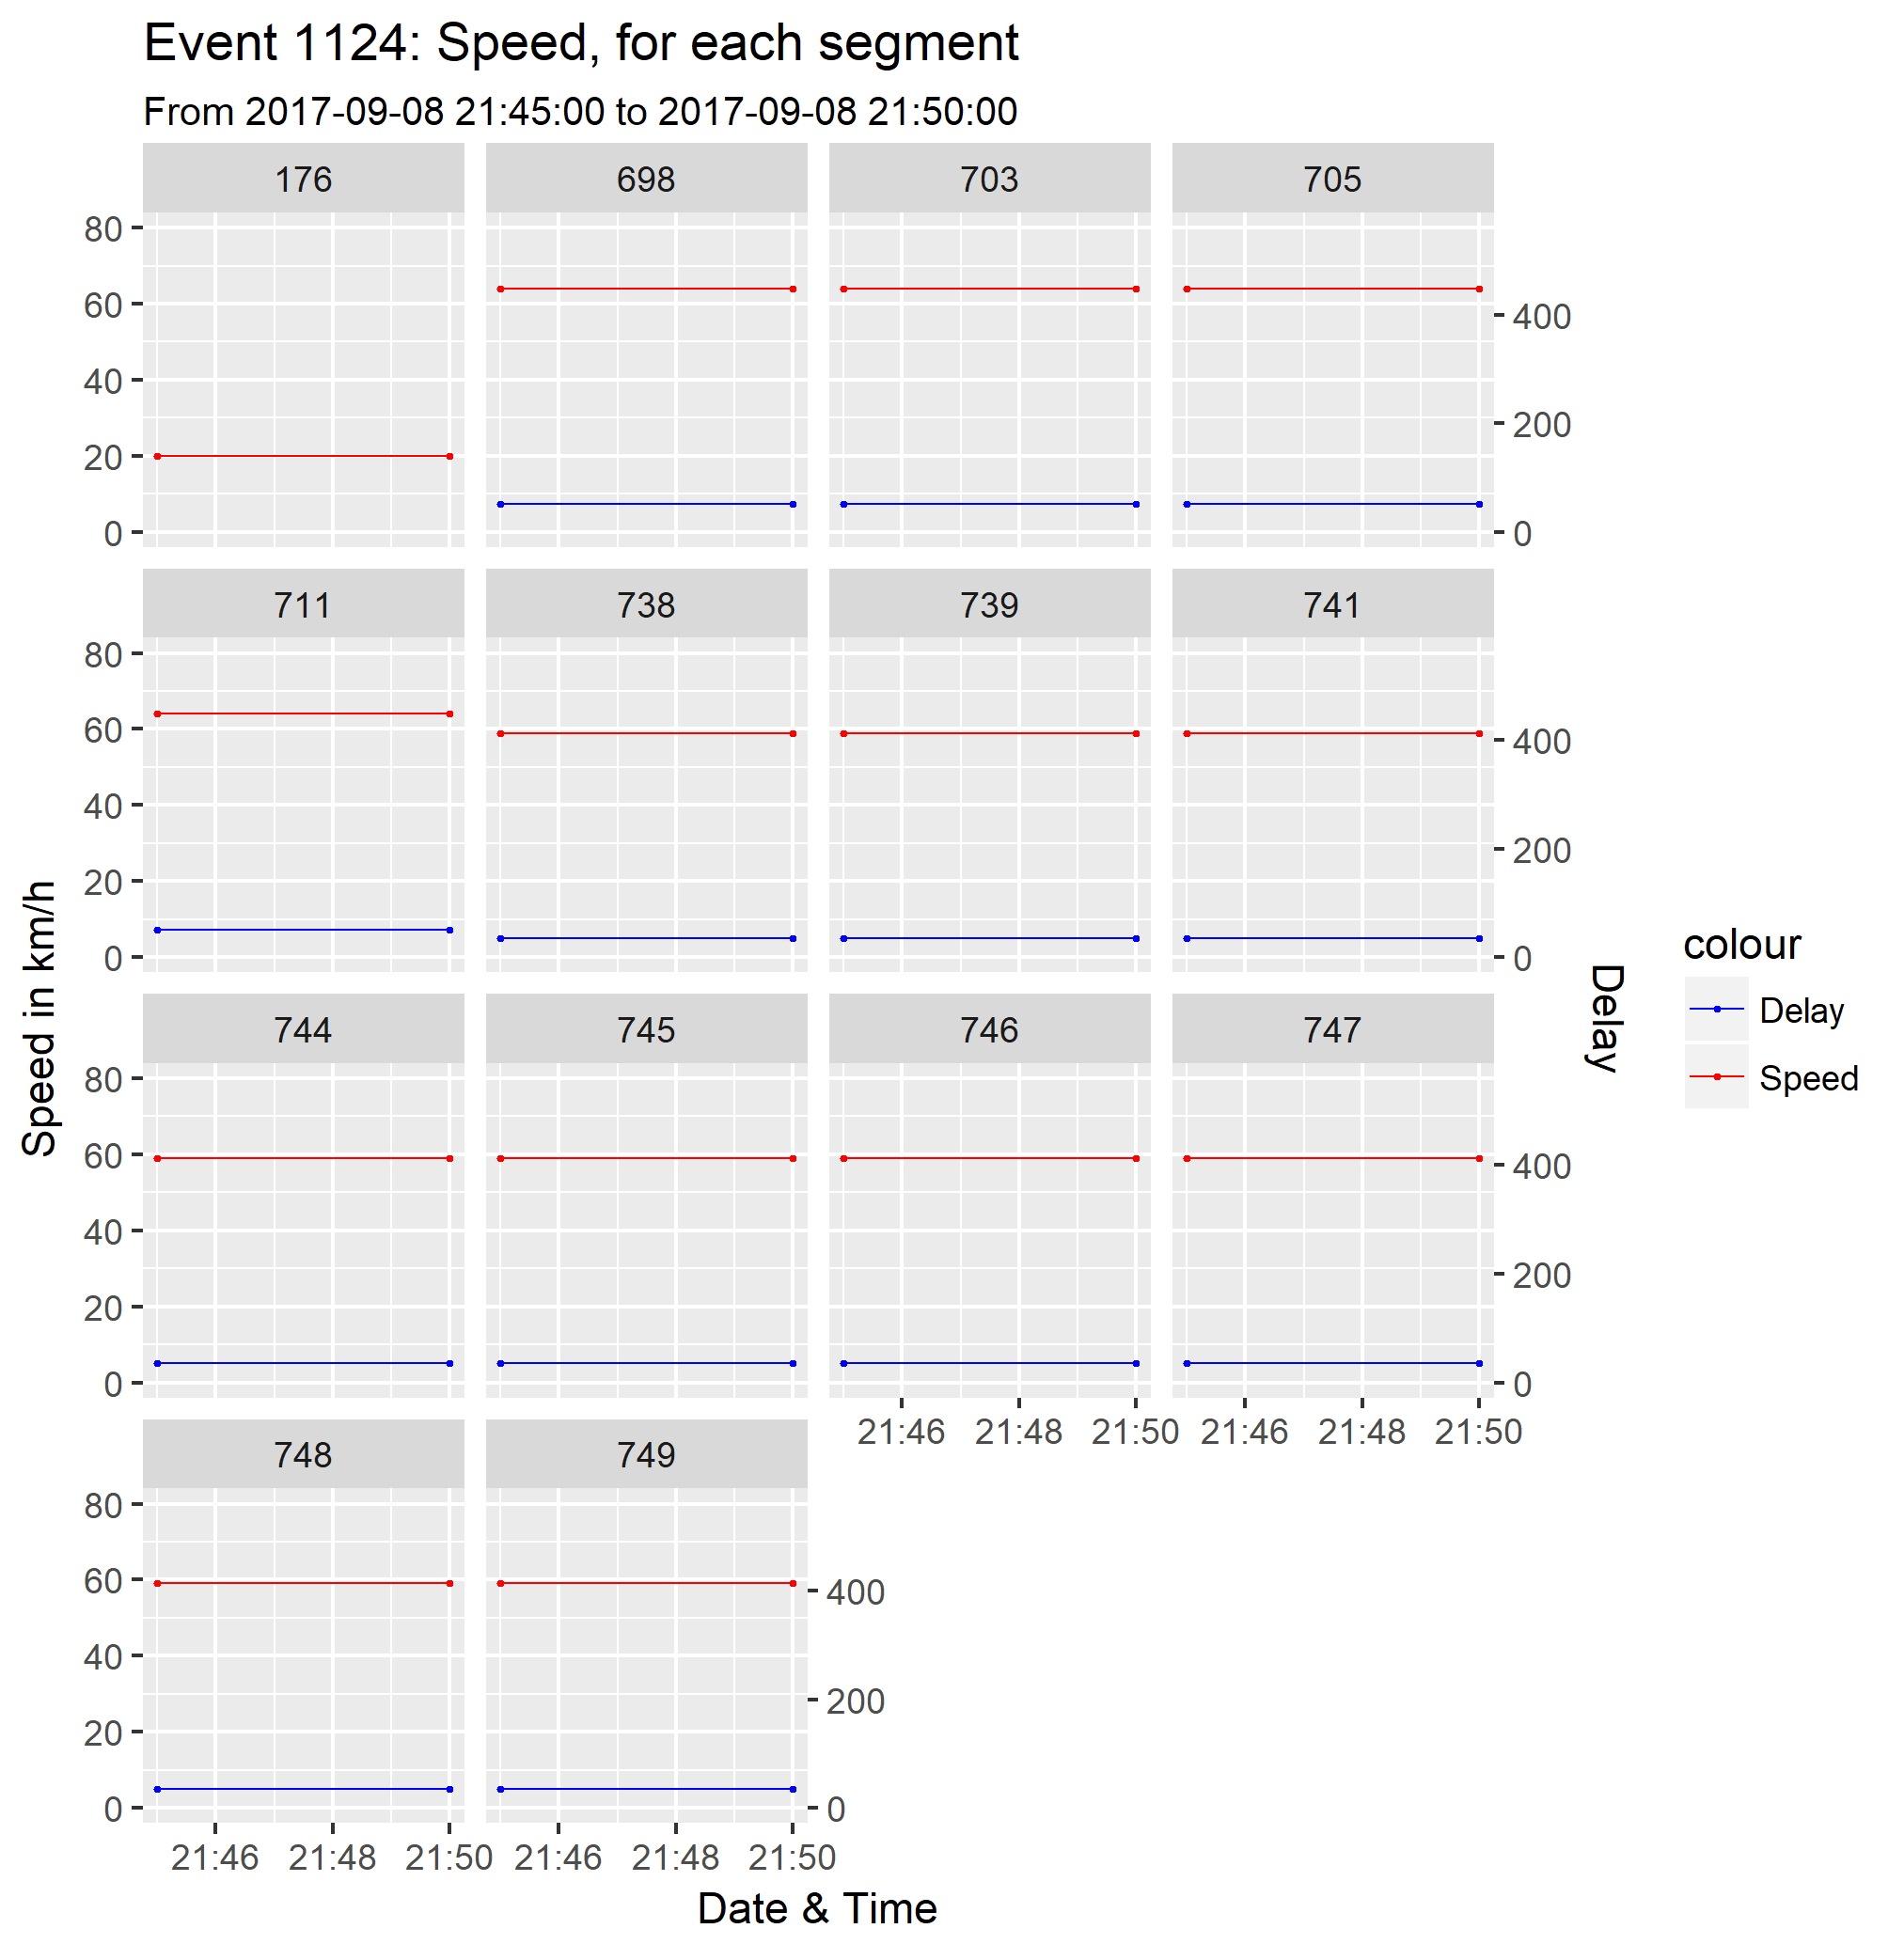 Event 1124: Speed, for each segment
From 2017-09-08 21:45:00 to 2017-09-08 21:50:00
176 698 703 705
80
60
40
20
0
400
200
0
711 738 739 741
80
60
40
20
0
400
200
0
744 745 746 747
80
60
40
20
0
400
200
0
21:46 21:48 21:50 21:46 21:48 21:50
748 749
80
60
40
20
0
400
200
0
21:46 21:48 21:50 21:46 21:48 21:50
Date & Time
Speed in km/h
Delay
colour
Delay
Speed